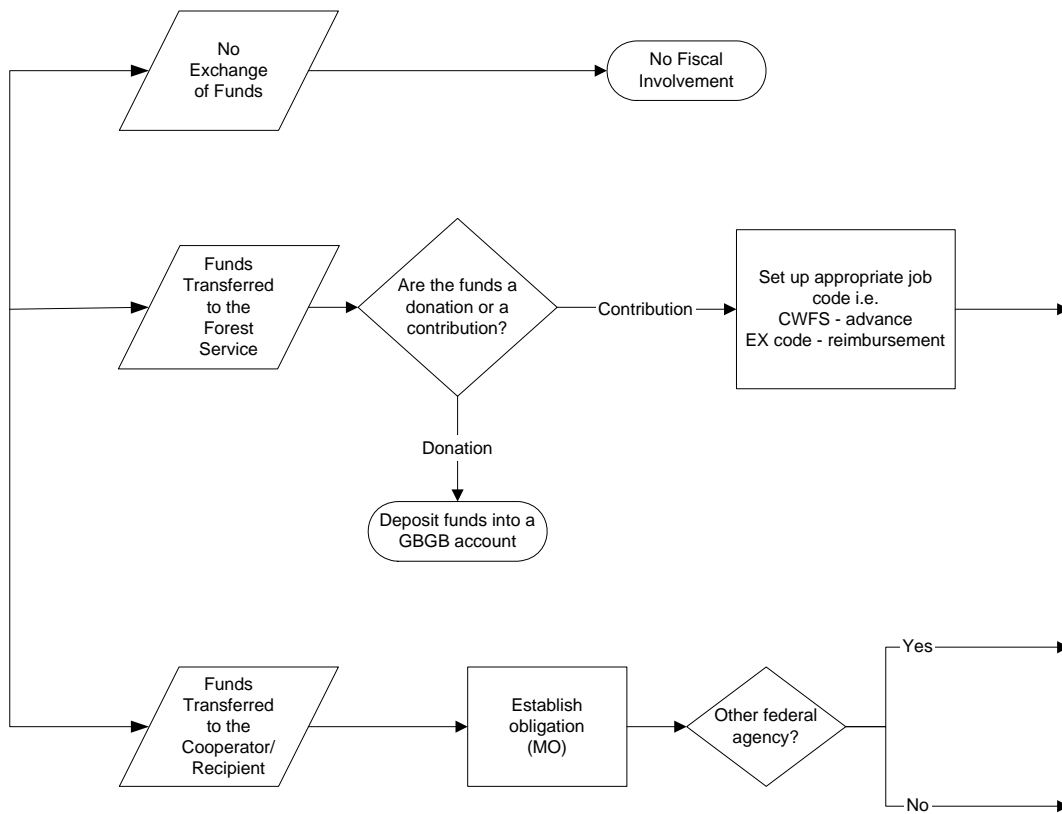 No
Exchange
of Funds
No Fiscal
Involvement
Funds
Transferred
to the
Forest
Service
Are the funds a
donation or a
contribution?
Contribution
Set up appropriate job
code i.e.
CWFS - advance
EX code - reimbursement
Donation
Deposit funds into a
GBGB account
Funds
Transferred
to the
Cooperator/
Recipient
Establish
obligation
(MO)
Other federal
agency?
Yes
No